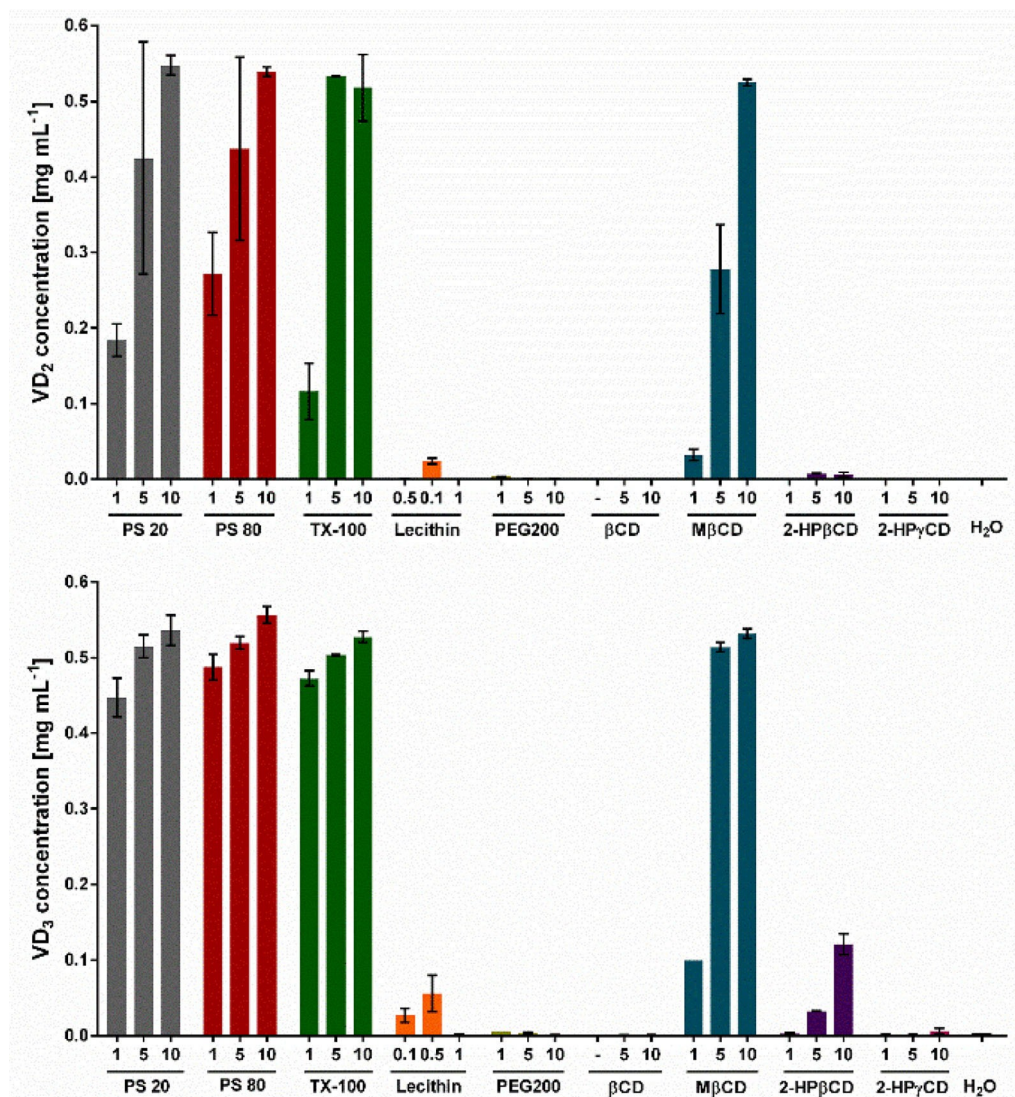 0.6
0.5
0.4
0.3
0.2
0.1
0.0
VD₂ concentration [mg mL⁻¹]
1 5 10 1 5 10 1 5 10 0.5 0.1 1 1 5 10 - 5 10 1 5 10 1 5 10 1 5 10
PS 20 PS 80 TX-100 Lecithin PEG200 βCD MβCD 2-HPβCD 2-HPγCD H₂O
0.6
0.5
0.4
0.3
0.2
0.1
0.0
VD₃ concentration [mg mL⁻¹]
1 5 10 1 5 10 1 5 10 0.1 0.5 1 1 5 10 - 5 10 1 5 10 1 5 10 1 5 10
PS 20 PS 80 TX-100 Lecithin PEG200 βCD MβCD 2-HPβCD 2-HPγCD H₂O